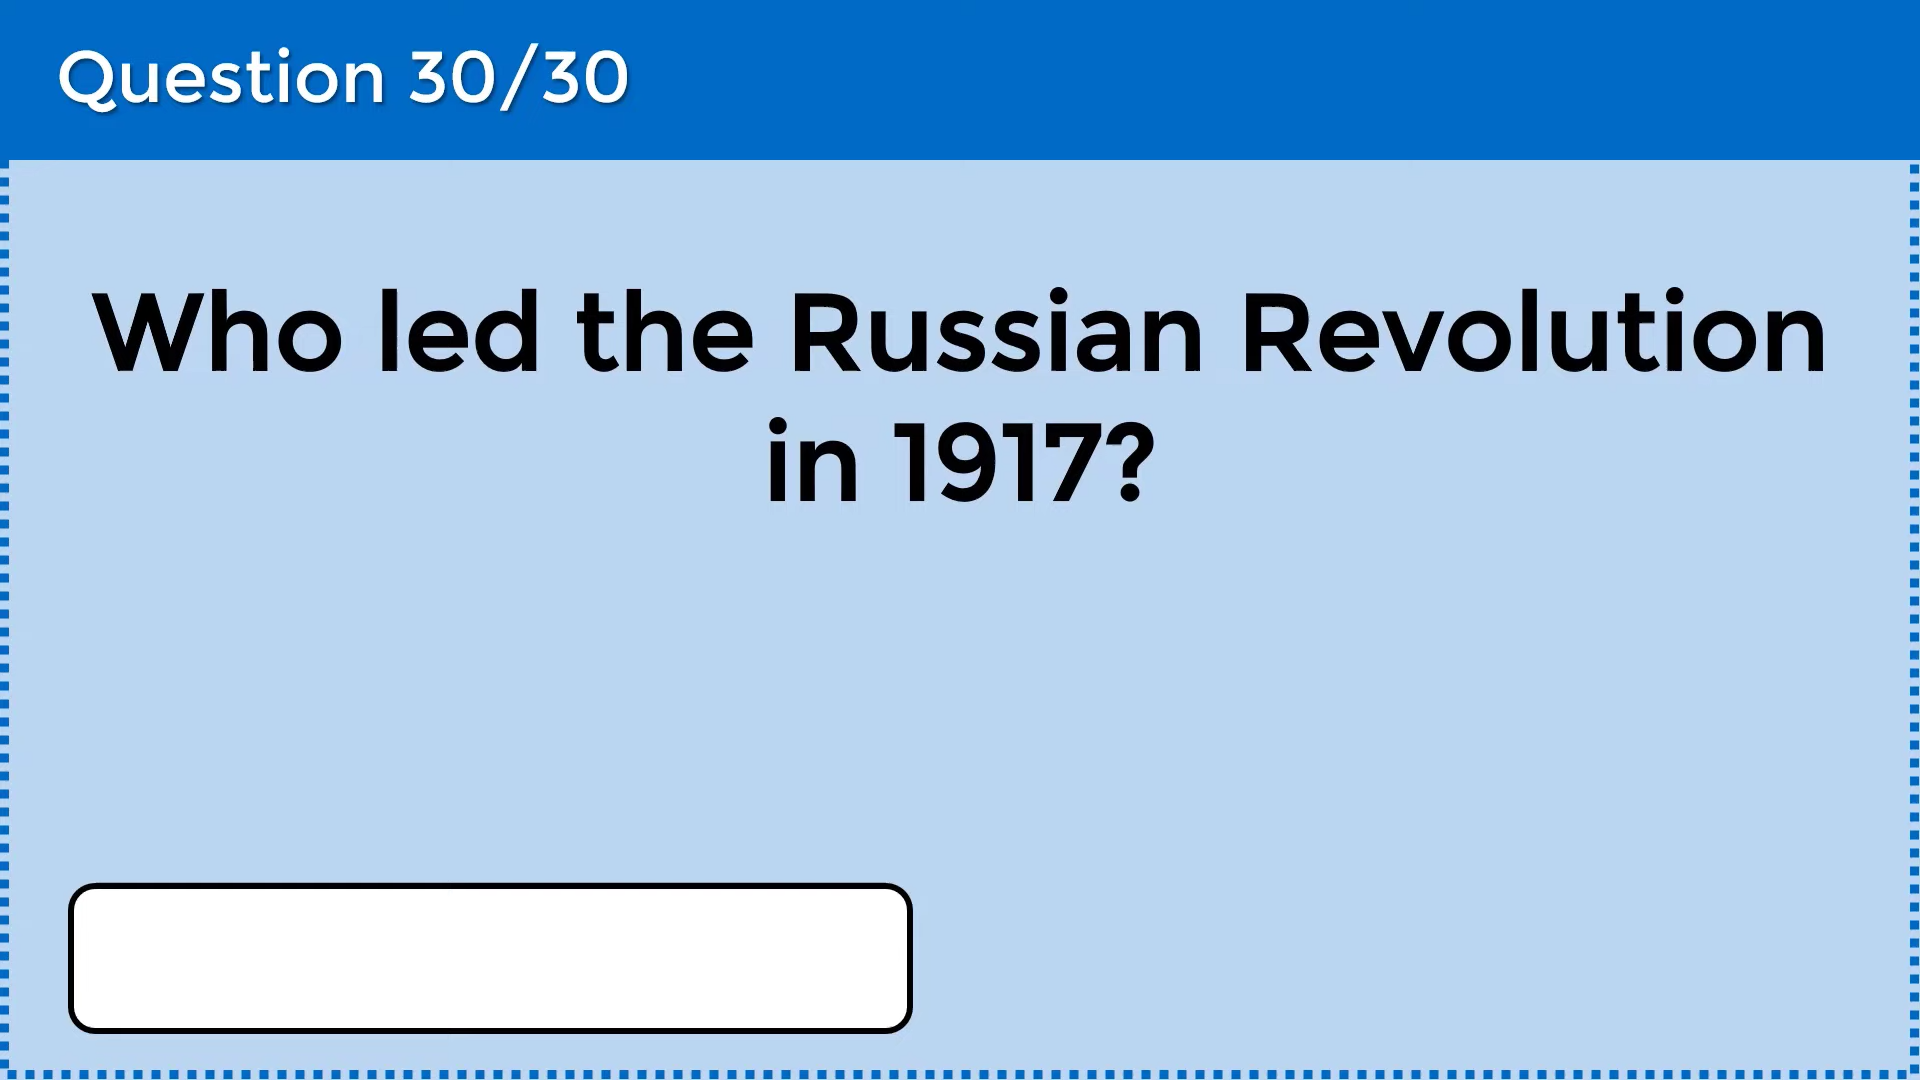 Question 30/30
Who led the Russian Revolution
in 1917?